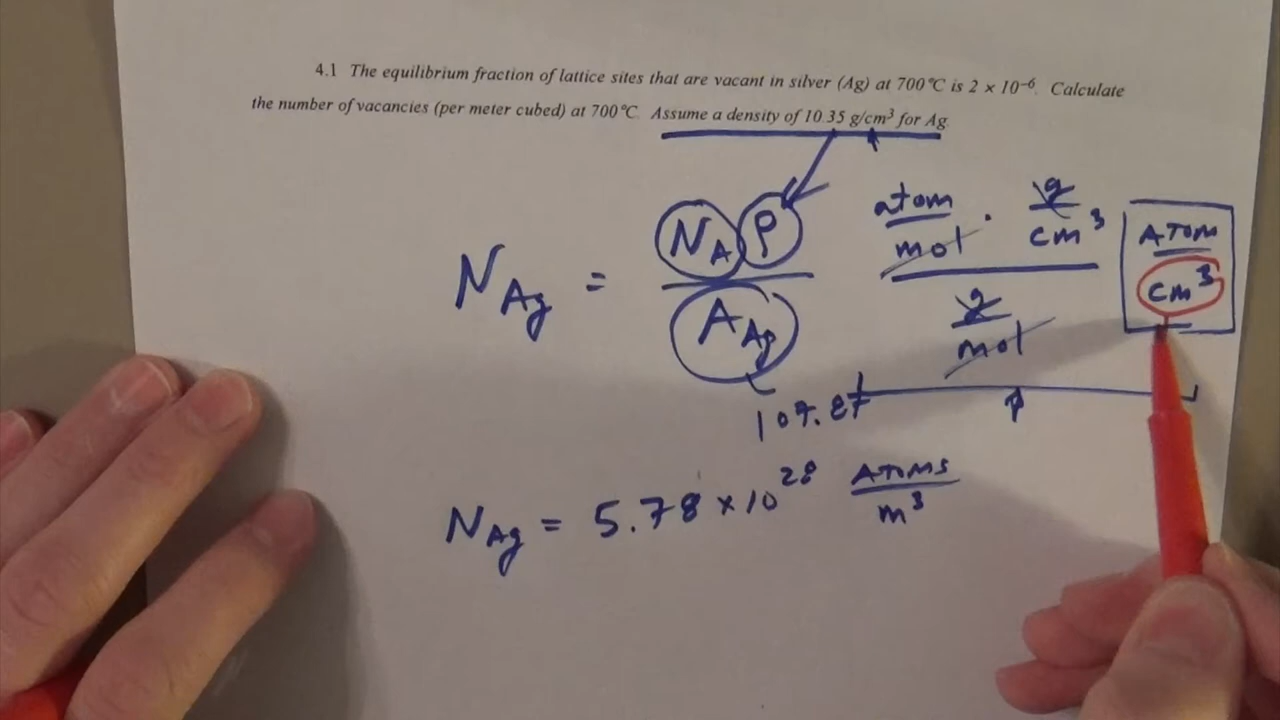 4.1 The equilibrium fraction of lattice sites that are vacant in silver (Ag) at 700°C is 2 × 10⁻⁶. Calculate
the number of vacancies (per meter cubed) at 700°C. Assume a density of 10.35 g/cm³ for Ag.
N_Ag = N_A ρ / A_Ag
atom/mol · g/cm³ / g/mol
ATOM/cm³
107.87
N_Ag = 5.78 × 10²⁸ ATOMS/m³